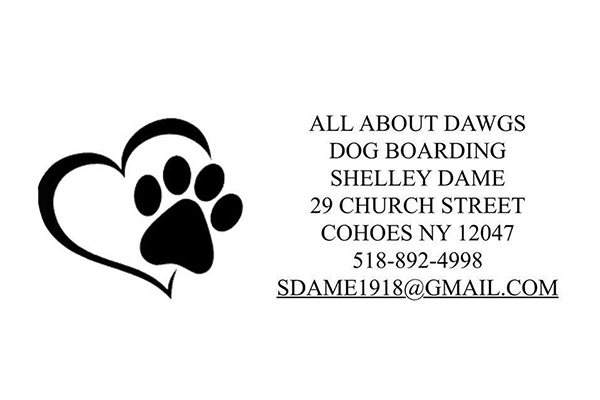 ALL ABOUT DAWGS
DOG BOARDING
SHELLEY DAME
29 CHURCH STREET
COHOES NY 12047
518-892-4998
SDAME1918@GMAIL.COM